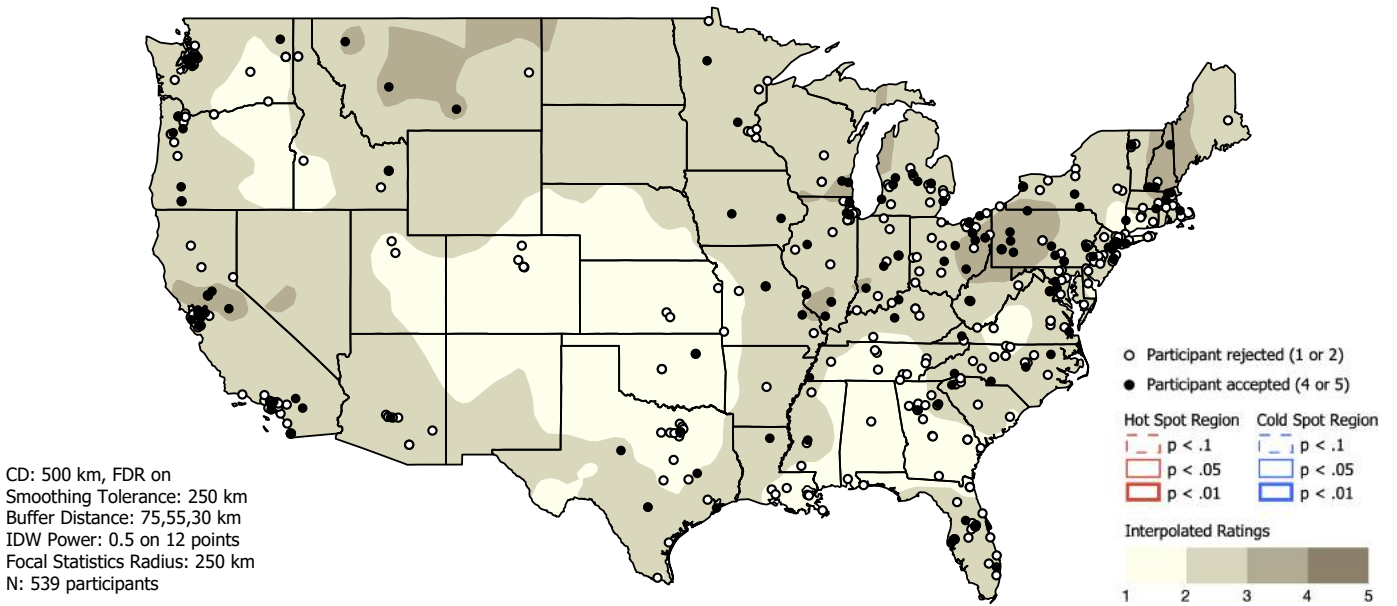 Participant rejected (1 or 2)
Participant accepted (4 or 5)
Hot Spot Region Cold Spot Region
p < .1 p < .1
p < .05 p < .05
p < .01 p < .01
Interpolated Ratings
1 2 3 4 5
CD: 500 km, FDR on
Smoothing Tolerance: 250 km
Buffer Distance: 75,55,30 km
IDW Power: 0.5 on 12 points
Focal Statistics Radius: 250 km
N: 539 participants